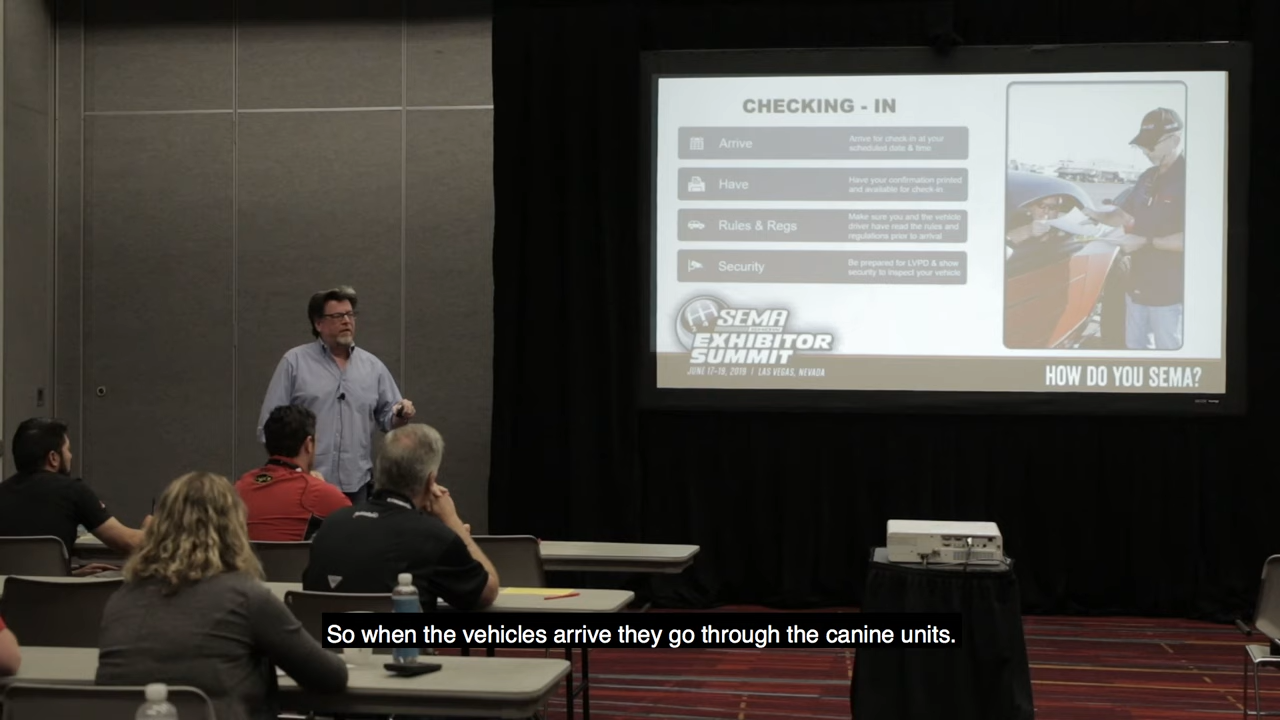 CHECKING - IN
Arrive
Arrive for check-in at your
scheduled date & time
Have
Have your confirmation printed
and available for check-in
Rules & Regs
Make sure you and the vehicle
driver have read the rules and
regulations prior to arrival
Security
Be prepared for LVPD & show
security to inspect your vehicle
SEMA
EXHIBITOR
SUMMIT
JUNE 17-19, 2019 | LAS VEGAS, NEVADA
HOW DO YOU SEMA?
So when the vehicles arrive they go through the canine units.